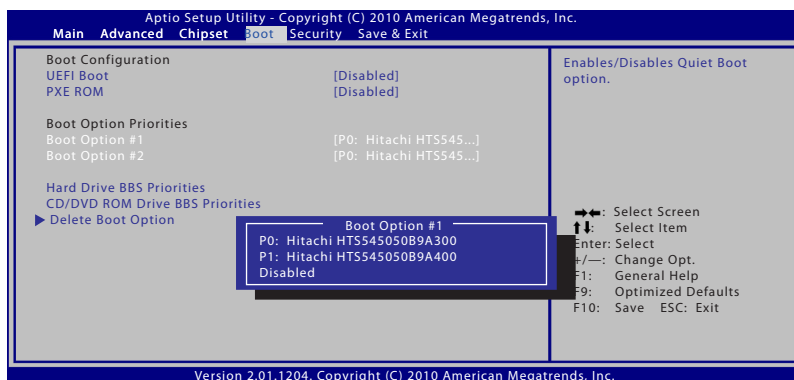 Aptio Setup Utility - Copyright (C) 2010 American Megatrends, Inc.
Main Advanced Chipset Boot Security Save & Exit
Boot Configuration
UEFI Boot [Disabled]
PXE ROM [Disabled]
Boot Option Priorities
Boot Option #1 [P0: Hitachi HTS545...]
Boot Option #2 [P0: Hitachi HTS545...]
Hard Drive BBS Priorities
CD/DVD ROM Drive BBS Priorities
Delete Boot Option
Boot Option #1
P0: Hitachi HTS545050B9A300
P1: Hitachi HTS545050B9A400
Disabled
Enables/Disables Quiet Boot
option.
→←: Select Screen
↑↓: Select Item
Enter: Select
+/—: Change Opt.
F1: General Help
F9: Optimized Defaults
F10: Save ESC: Exit
Version 2.01.1204. Copyright (C) 2010 American Megatrends, Inc.